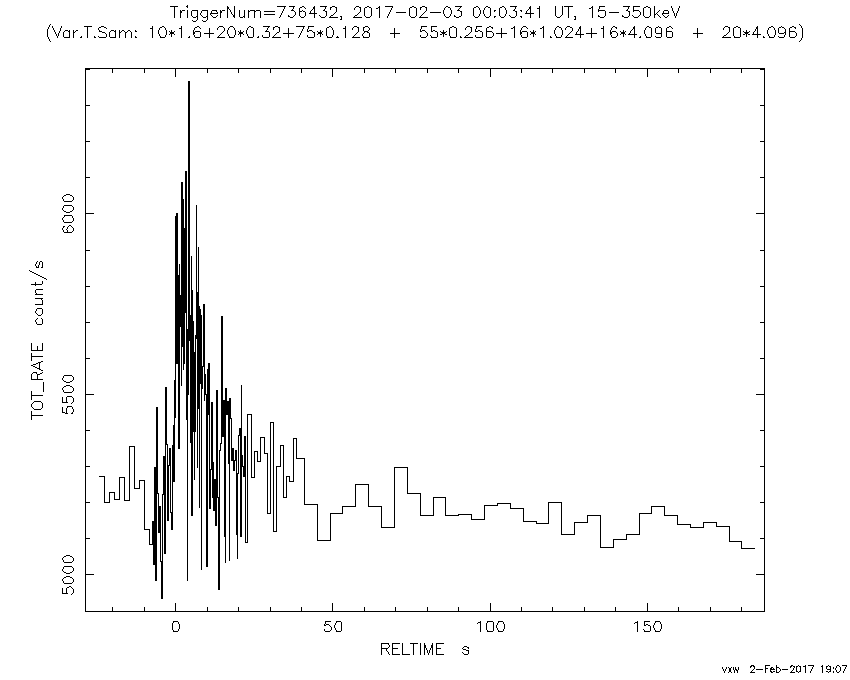 TriggerNum=736432, 2017-02-03 00:03:41 UT, 15-350keV
(Var.T.Sam: 10*1.6+20*0.32+75*0.128 + 55*0.256+16*1.024+16*4.096 + 20*4.096)
6000
5500
5000
TOT_RATE count/s
0 50 100 150
RELTIME s
vxw 2-Feb-2017 19:07